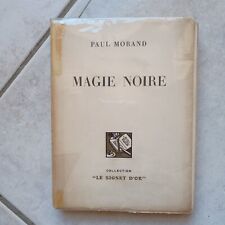 PAUL MORAND
MAGIE NOIRE
COLLECTION
"LE SIGNET D'OR"